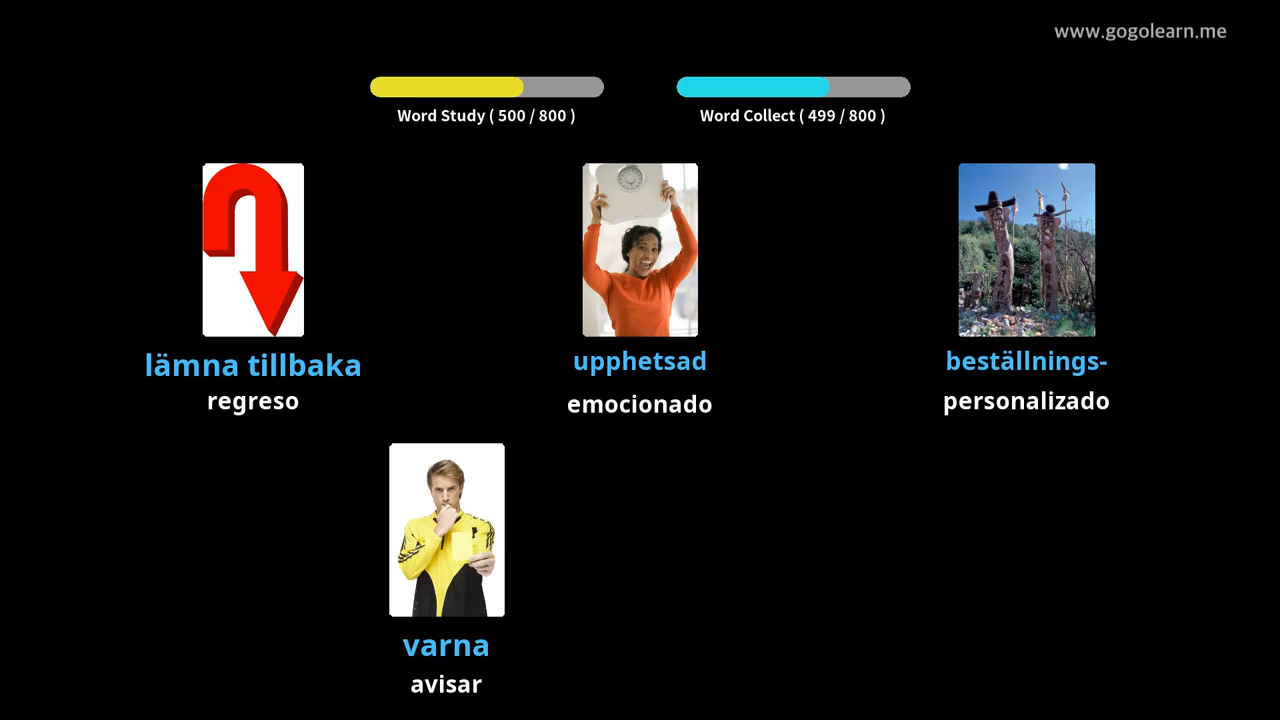 www.gogolearn.me
Word Study ( 500 / 800 )
Word Collect ( 499 / 800 )
lämna tillbaka
regreso
upphetsad
emocionado
beställnings-
personalizado
varna
avisar